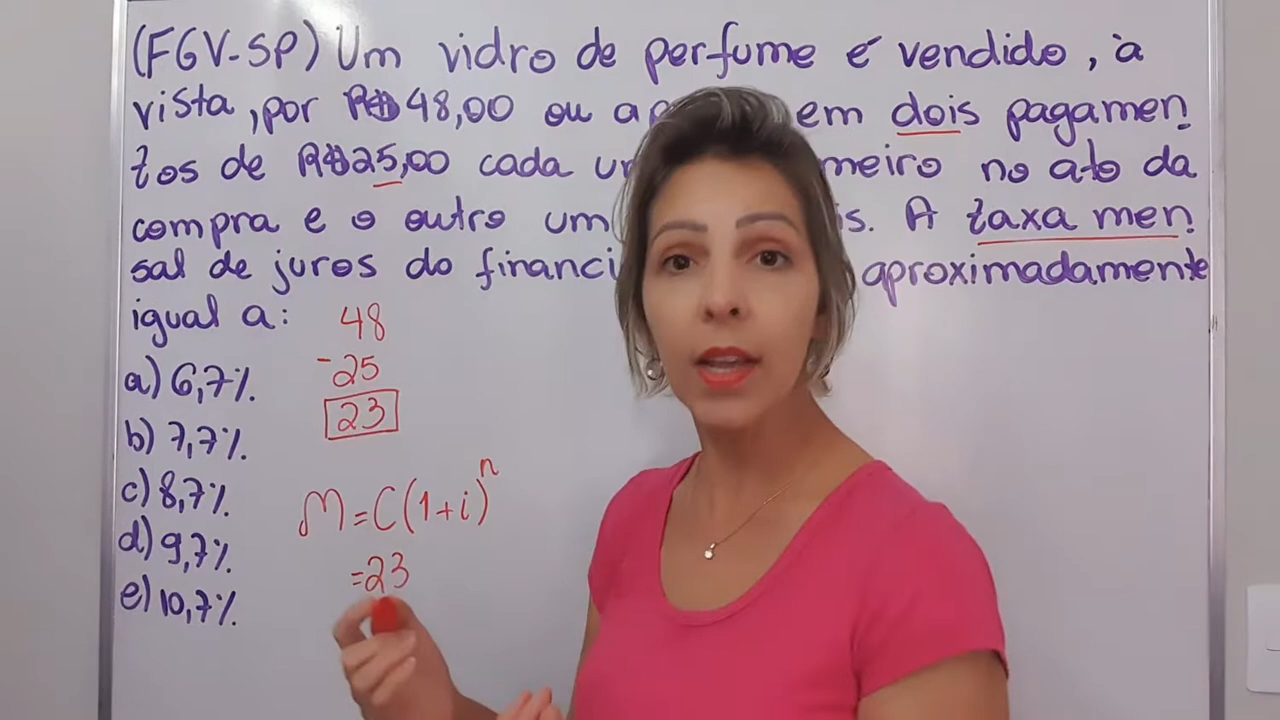 (FGV-SP) Um vidro de perfume é vendido, à
vista, por R$48,00 ou a em dois pagamen
tos de R$25,00 cada no ato da
compra e o outro um A taxa men
sal de juros do aproximadamente
igual a:
a) 6,7%.
b) 7,7%.
c) 8,7%.
d) 9,7%.
e) 10,7%.
48
-25
23
M=C(1+i)^n
=23